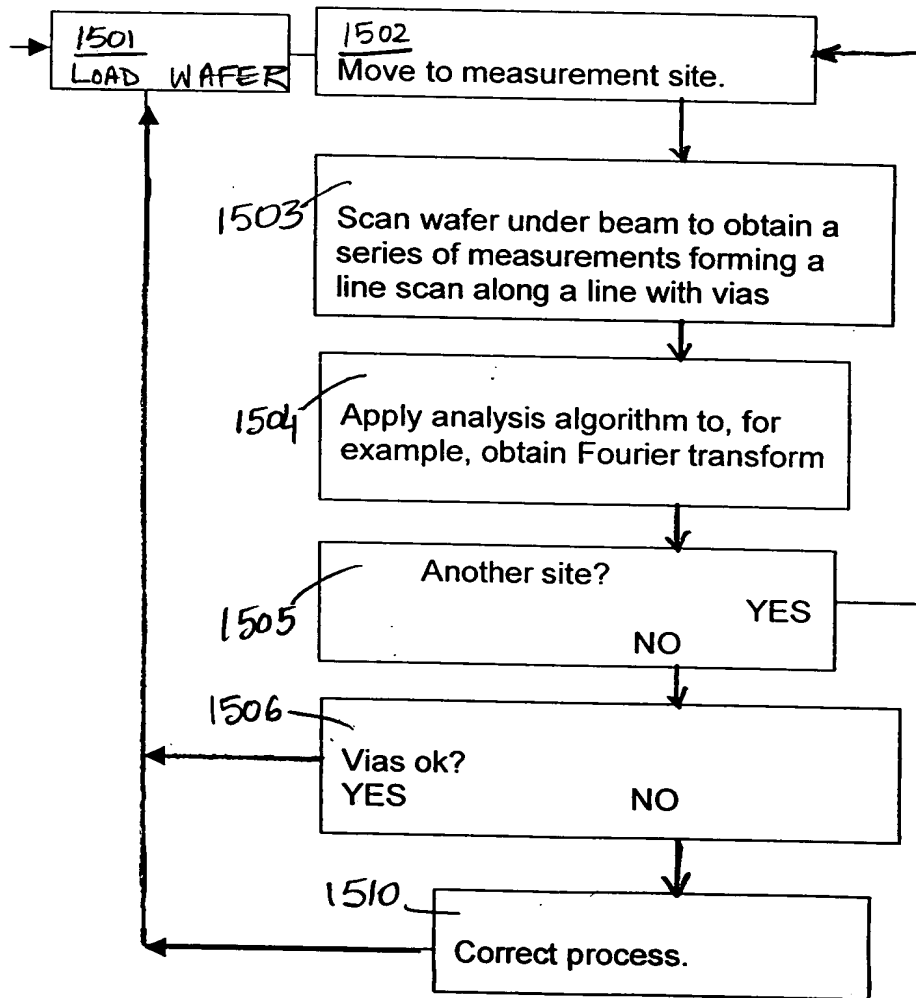 1501
LOAD WAFER
1502
Move to measurement site.
1503
Scan wafer under beam to obtain a
series of measurements forming a
line scan along a line with vias
1504
Apply analysis algorithm to, for
example, obtain Fourier transform
1505
Another site?
YES
NO
1506
Vias ok?
YES NO
1510
Correct process.